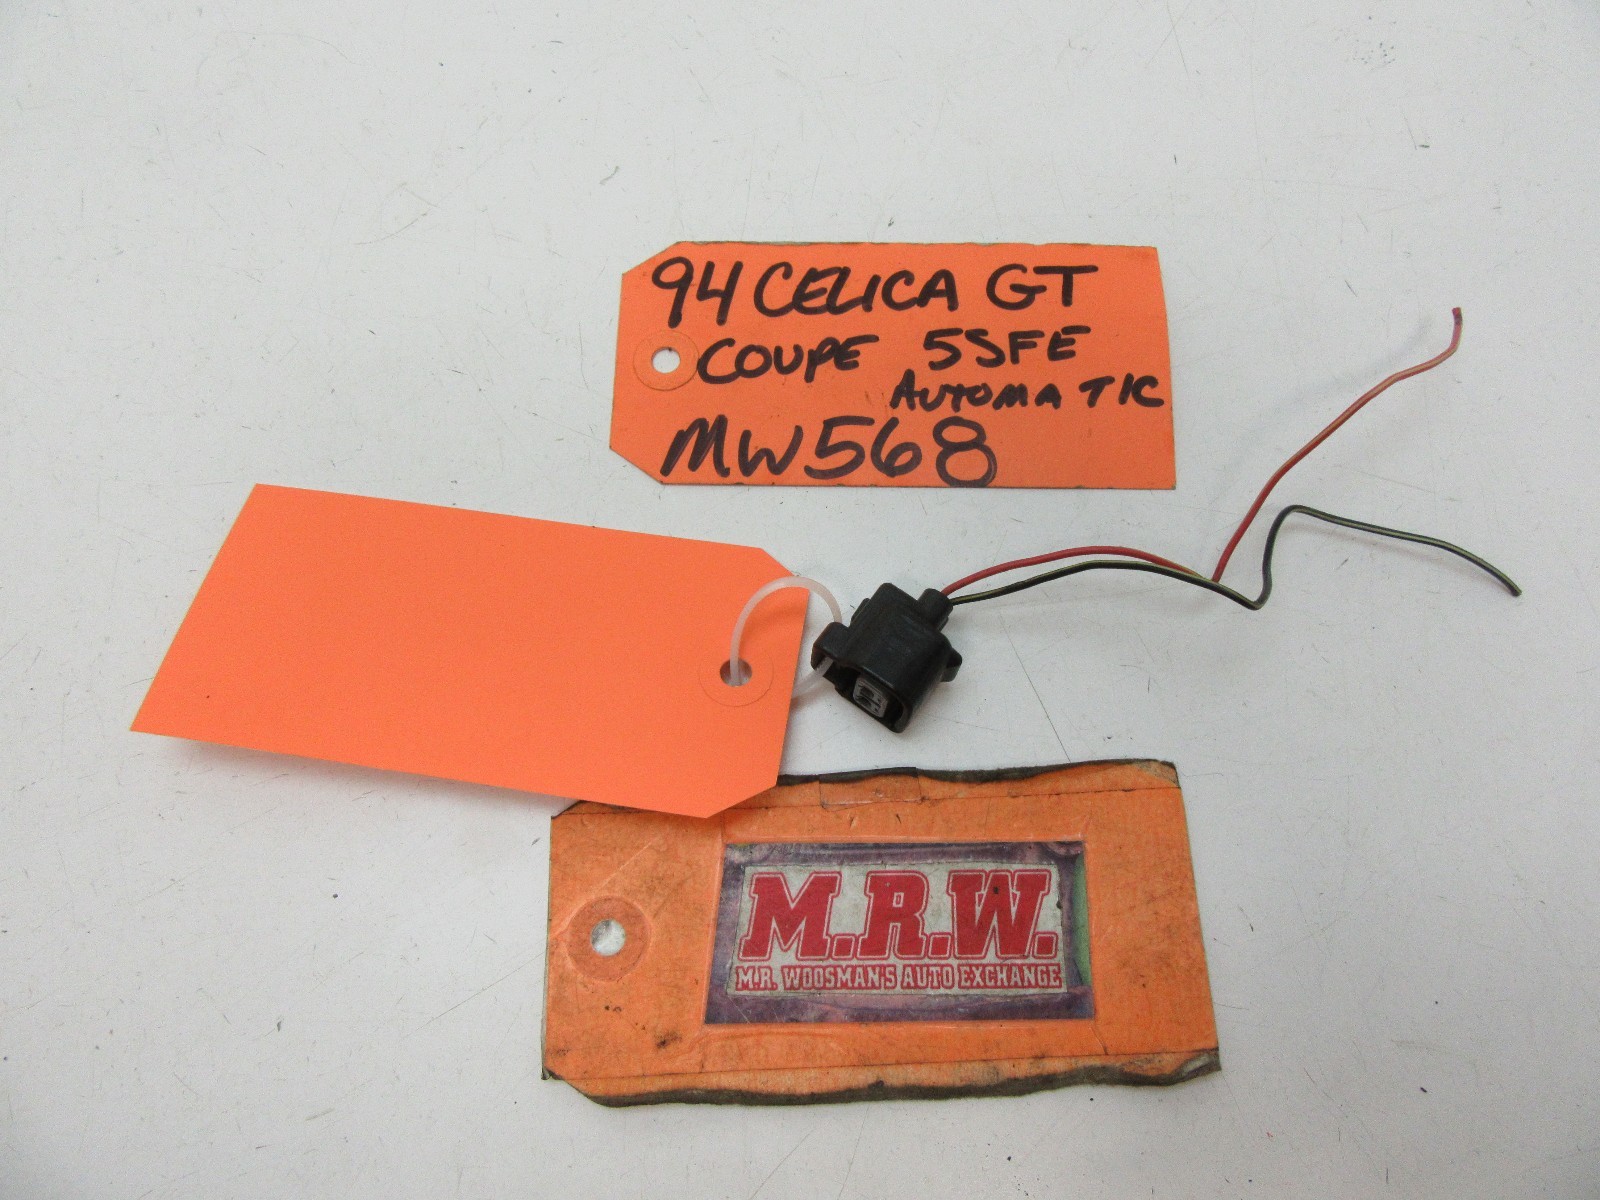 94 CELICA GT
COUPE 5SFE
AUTOMATIC
MW568
M.R.W.
M.R. WOOSMAN'S AUTO EXCHANGE